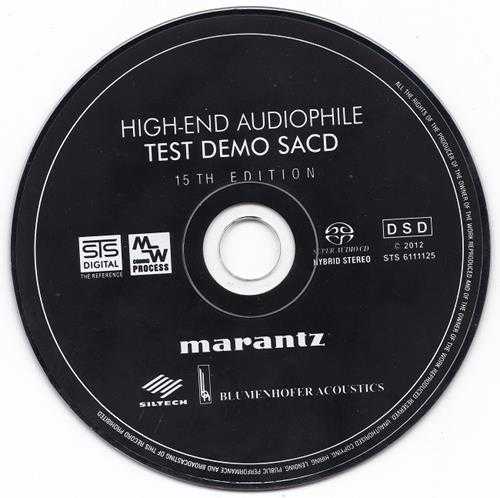 HIGH-END AUDIOPHILE
TEST DEMO SACD
15TH EDITION
STS
DIGITAL
THE REFERENCE
MW
CODING
PROCESS
SUPER AUDIO CD
HYBRID STEREO
DSD
© 2012
STS 6111125
marantz
SILTECH
BLUMENHOFER ACOUSTICS
ALL THE RIGHTS OF THE PRODUCER OF THE OWNER OF THE WORK REPRODUCED AND OF THE OWNER OF THE WORK REPRODUCED RESERVED UNAUTHORISED COPYING, HIRING, LENDING, PUBLIC PERFORMANCE AND BROADCASTING OF THIS RECORD PROHIBITED